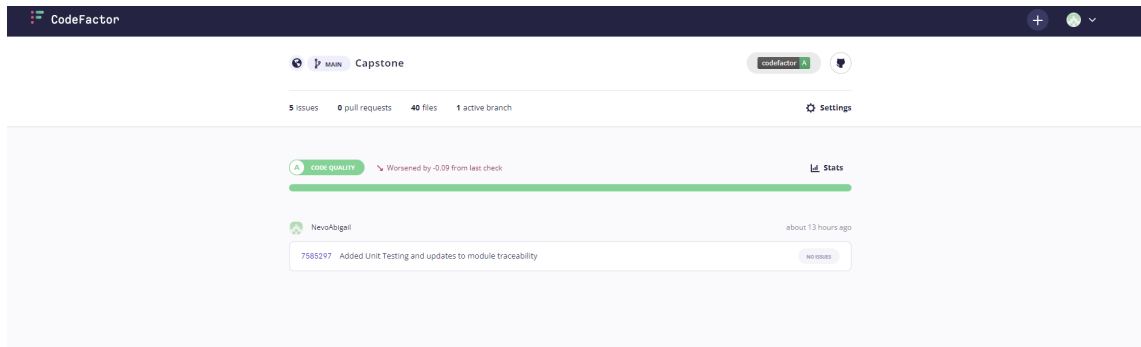 CodeFactor
MAIN Capstone
codefactor A
5 issues 0 pull requests 40 files 1 active branch
Settings
A CODE QUALITY Worsened by -0.09 from last check
Stats
NevoAbigail about 13 hours ago
7585297 Added Unit Testing and updates to module traceability NO ISSUES